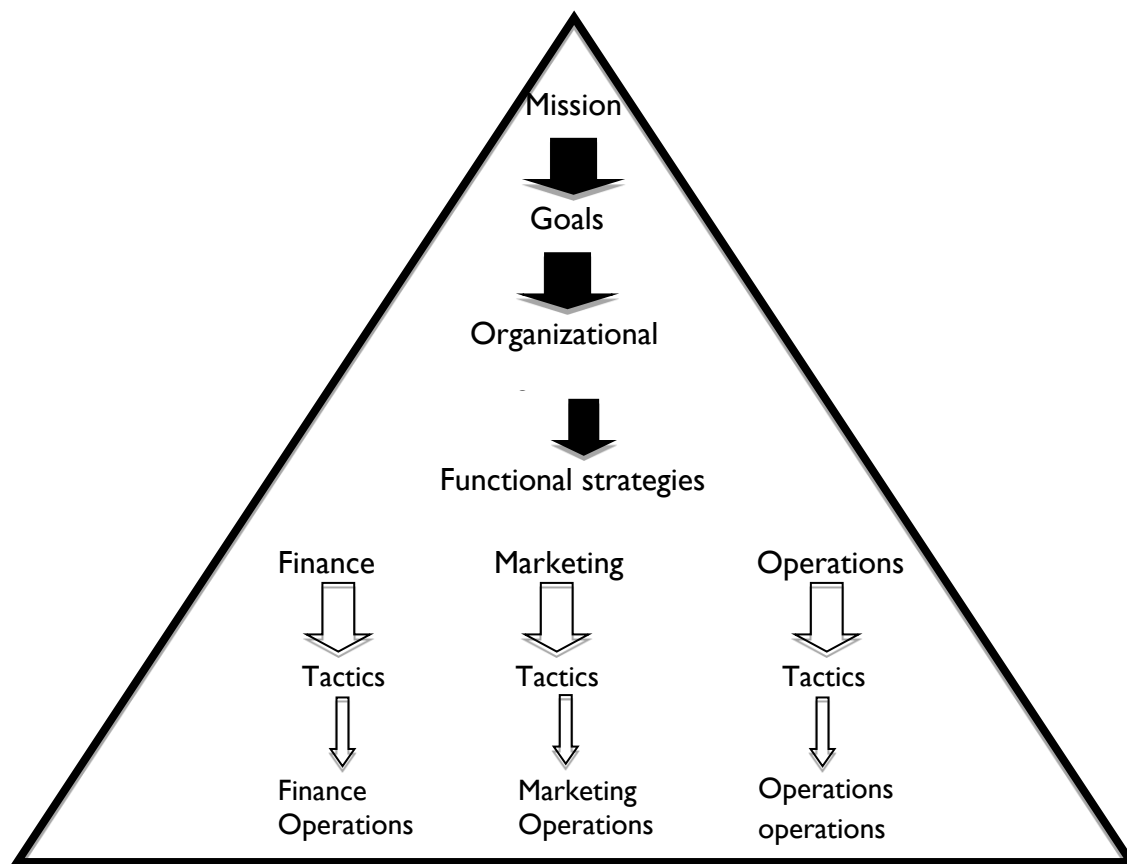 Mission
Goals
Organizational
Functional strategies
Finance Marketing Operations
Tactics Tactics Tactics
Finance Marketing Operations
Operations Operations operations